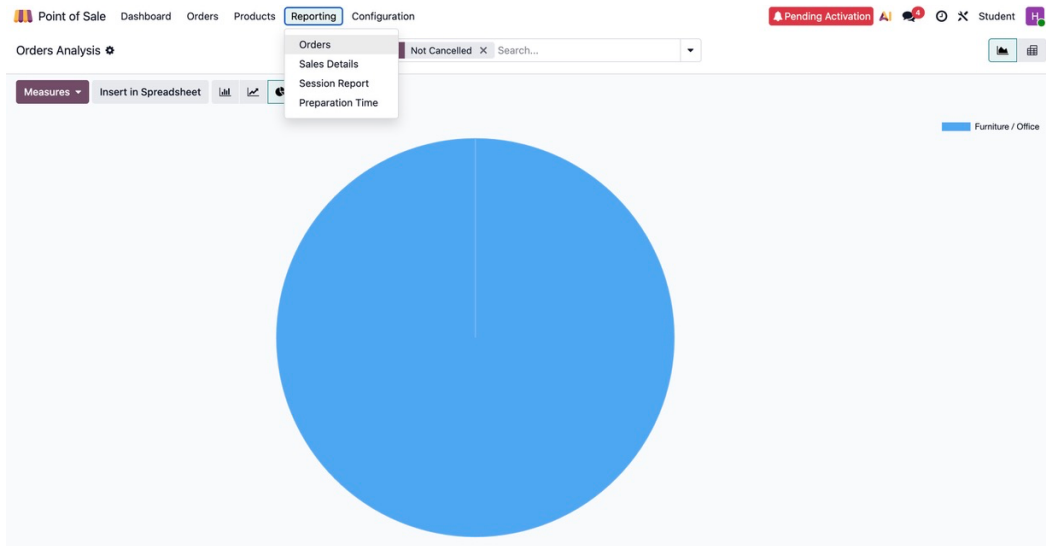 Point of Sale Dashboard Orders Products Reporting Configuration Pending Activation AI 4 Student H
Orders Analysis Not Cancelled × Search...
Orders
Sales Details
Session Report
Preparation Time
Measures Insert in Spreadsheet
Furniture / Office